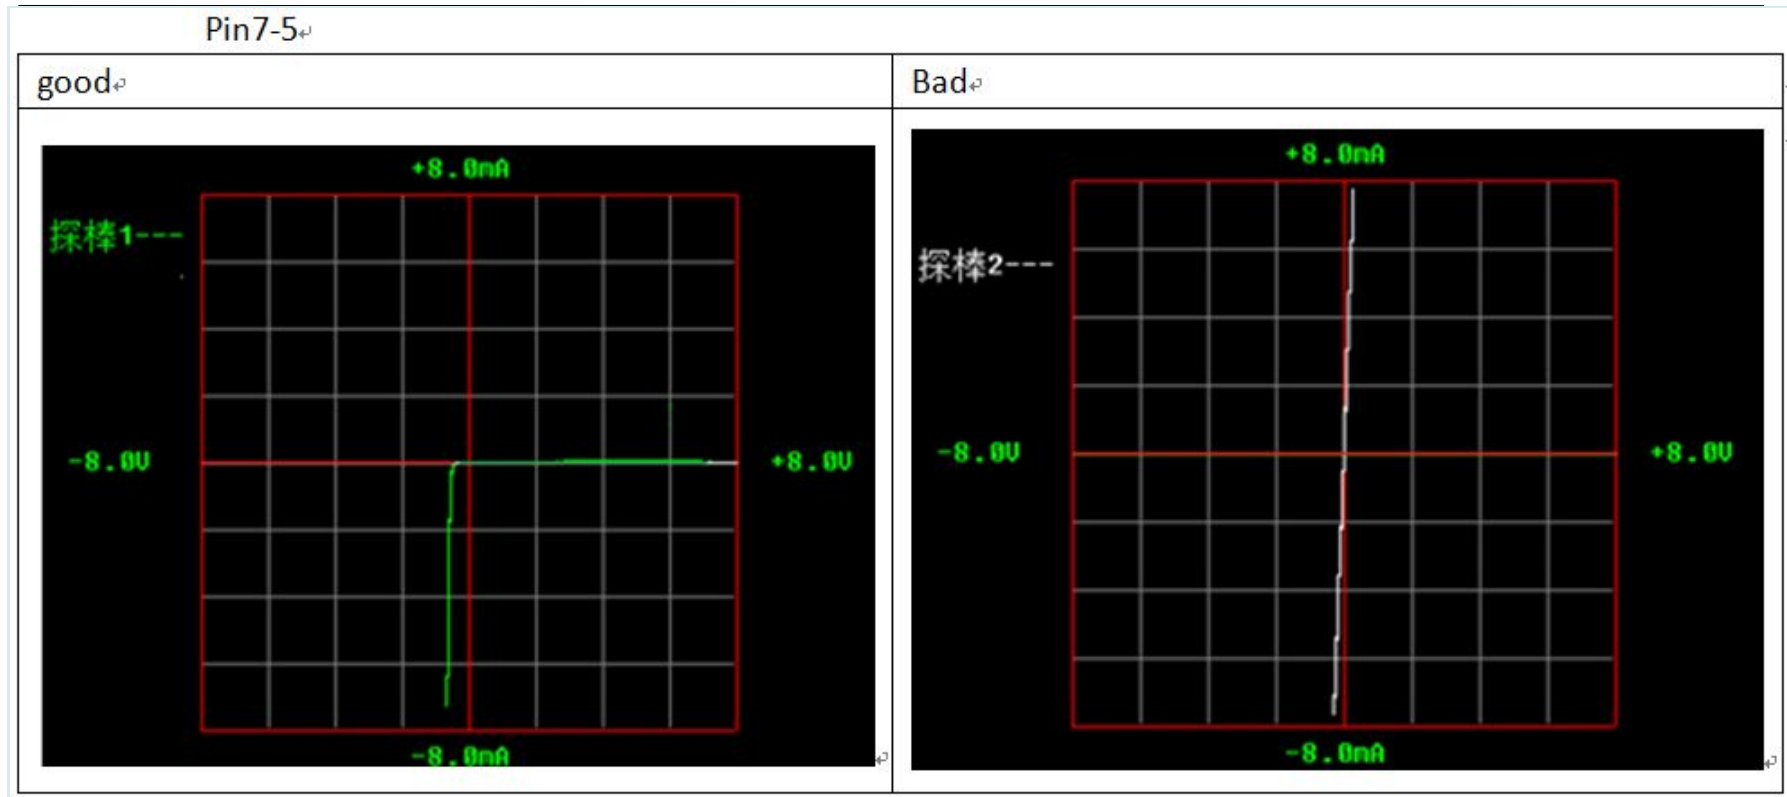 Pin7-5
good
Bad
+8.0mA
探棒1---
-8.0V
+8.0V
-8.0mA
+8.0mA
探棒2---
-8.0V
+8.0V
-8.0mA